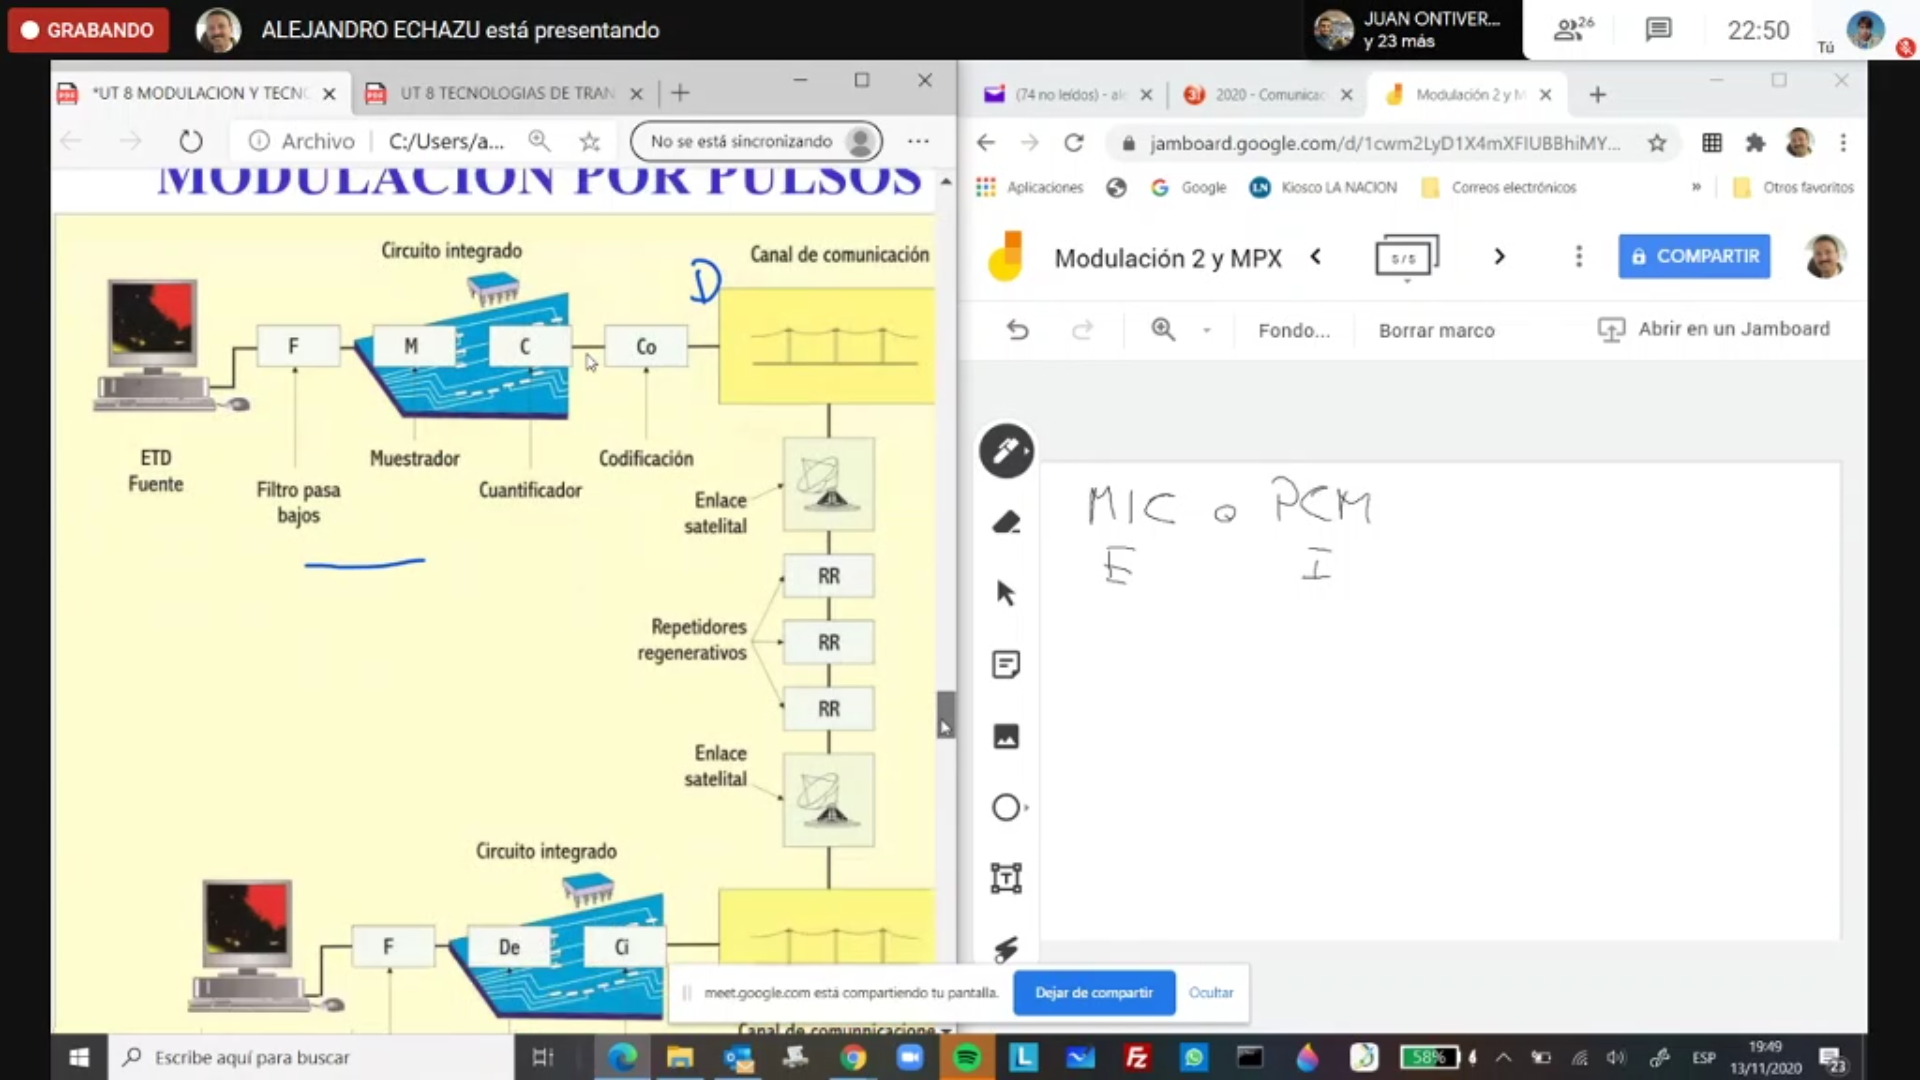 GRABANDO
ALEJANDRO ECHAZU está presentando
JUAN ONTIVER...
y 23 más
26
22:50
Tú
*UT 8 MODULACION Y TECNO
UT 8 TECNOLOGIAS DE TRAN
Archivo
C:/Users/a...
No se está sincronizando
MODULACIÓN POR PULSOS
Circuito integrado
D
Canal de comunicación
F
M
C
Co
ETD
Fuente
Filtro pasa
bajos
Muestrador
Cuantificador
Codificación
Enlace
satelital
RR
Repetidores
regenerativos
RR
RR
Enlace
satelital
Circuito integrado
F
De
Ci
Canal de comunnicacione
(74 no leídos) - al
2020 - Comunicac
Modulación 2 y M
jamboard.google.com/d/1cwm2LyD1X4mXFIUBBhiMY...
Aplicaciones
Google
LN
Kiosco LA NACION
Correos electrónicos
»
Otros favoritos
Modulación 2 y MPX
5 / 5
COMPARTIR
Fondo...
Borrar marco
Abrir en un Jamboard
MIC o PCM
E I
meet.google.com está compartiendo tu pantalla.
Dejar de compartir
Ocultar
Escribe aquí para buscar
58%
ESP
19:49
13/11/2020
23